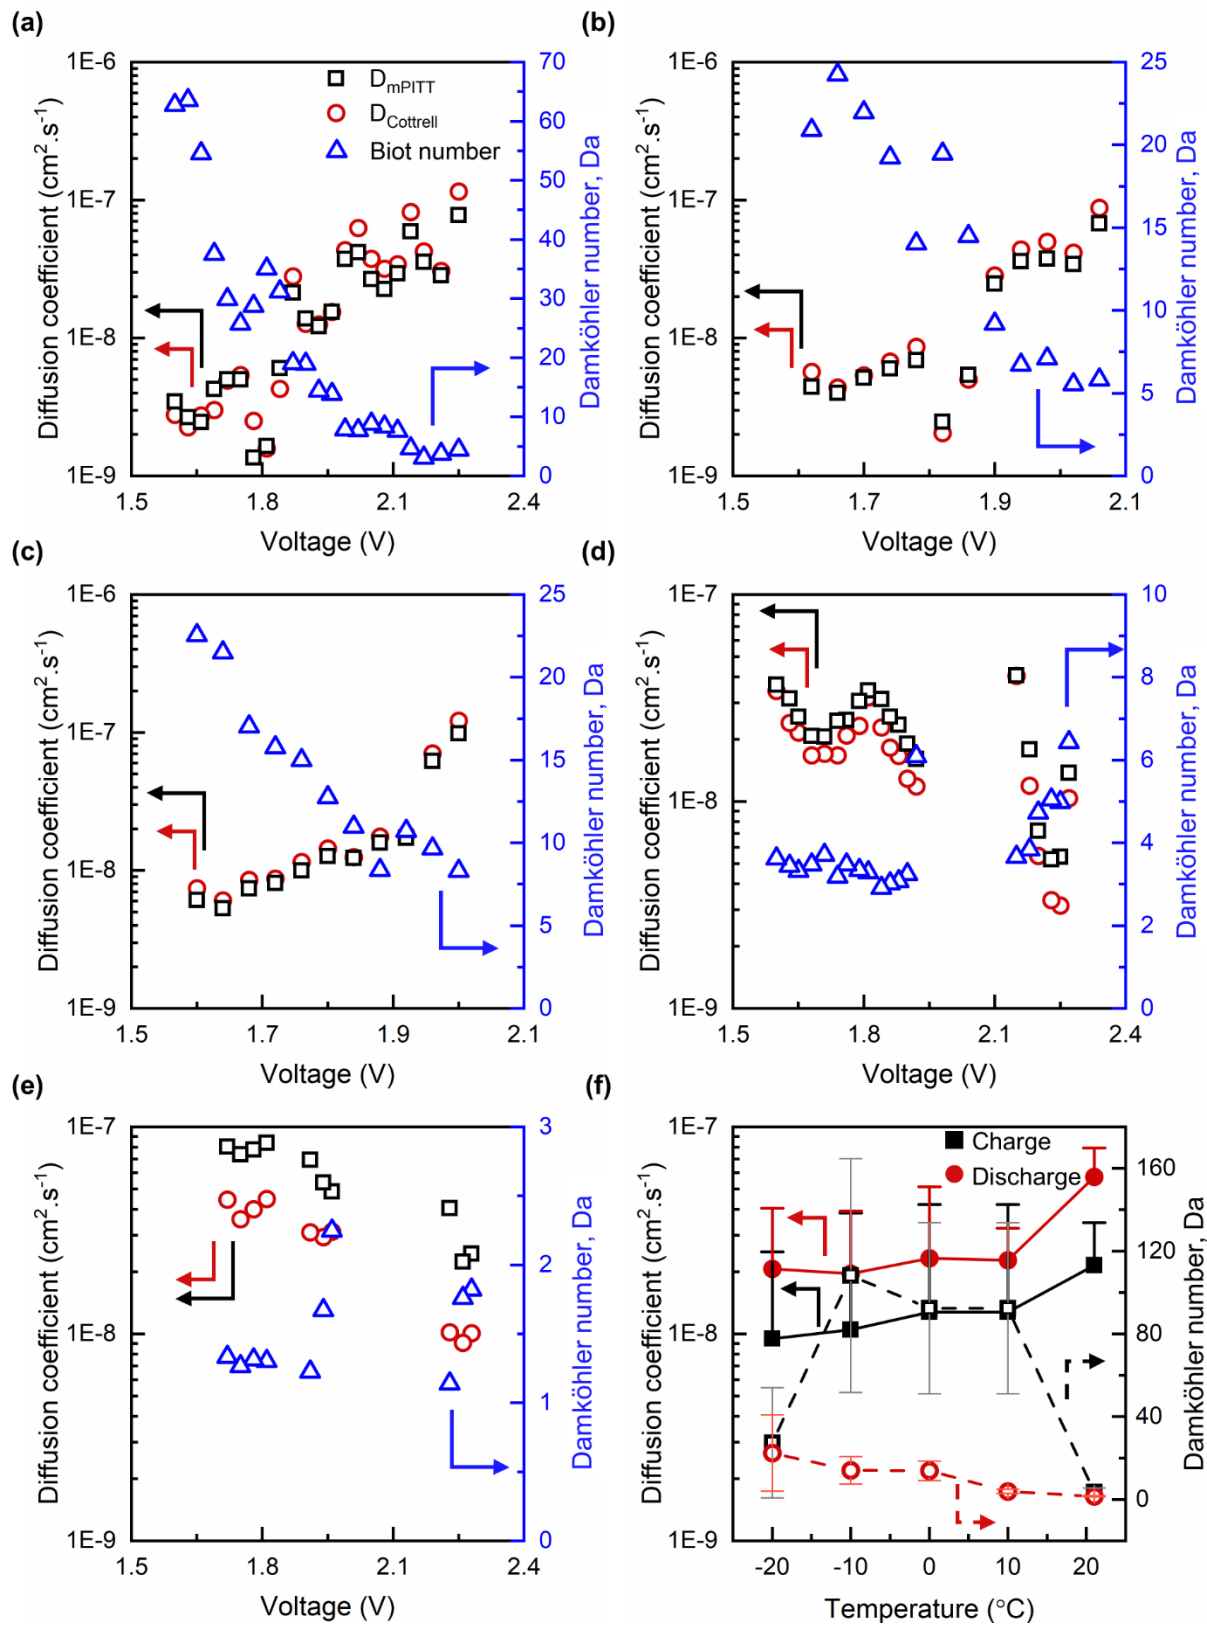 (a)
1E-6
1E-7
1E-8
1E-9
Diffusion coefficient (cm².s⁻¹)
D_mPITT
D_Cottrell
Biot number
70
60
50
40
30
20
10
0
Damköhler number, Da
1.5
1.8
2.1
2.4
Voltage (V)
(b)
1E-6
1E-7
1E-8
1E-9
Diffusion coefficient (cm².s⁻¹)
25
20
15
10
5
0
Damköhler number, Da
1.5
1.7
1.9
2.1
Voltage (V)
(c)
1E-6
1E-7
1E-8
1E-9
Diffusion coefficient (cm².s⁻¹)
25
20
15
10
5
0
Damköhler number, Da
1.5
1.7
1.9
2.1
Voltage (V)
(d)
1E-7
1E-8
1E-9
Diffusion coefficient (cm².s⁻¹)
10
8
6
4
2
0
Damköhler number, Da
1.5
1.8
2.1
2.4
Voltage (V)
(e)
1E-7
1E-8
1E-9
Diffusion coefficient (cm².s⁻¹)
3
2
1
0
Damköhler number, Da
1.5
1.8
2.1
2.4
Voltage (V)
(f)
1E-7
1E-8
1E-9
Diffusion coefficient (cm².s⁻¹)
Charge
Discharge
160
120
80
40
0
Damköhler number, Da
-20
-10
0
10
20
Temperature (°C)